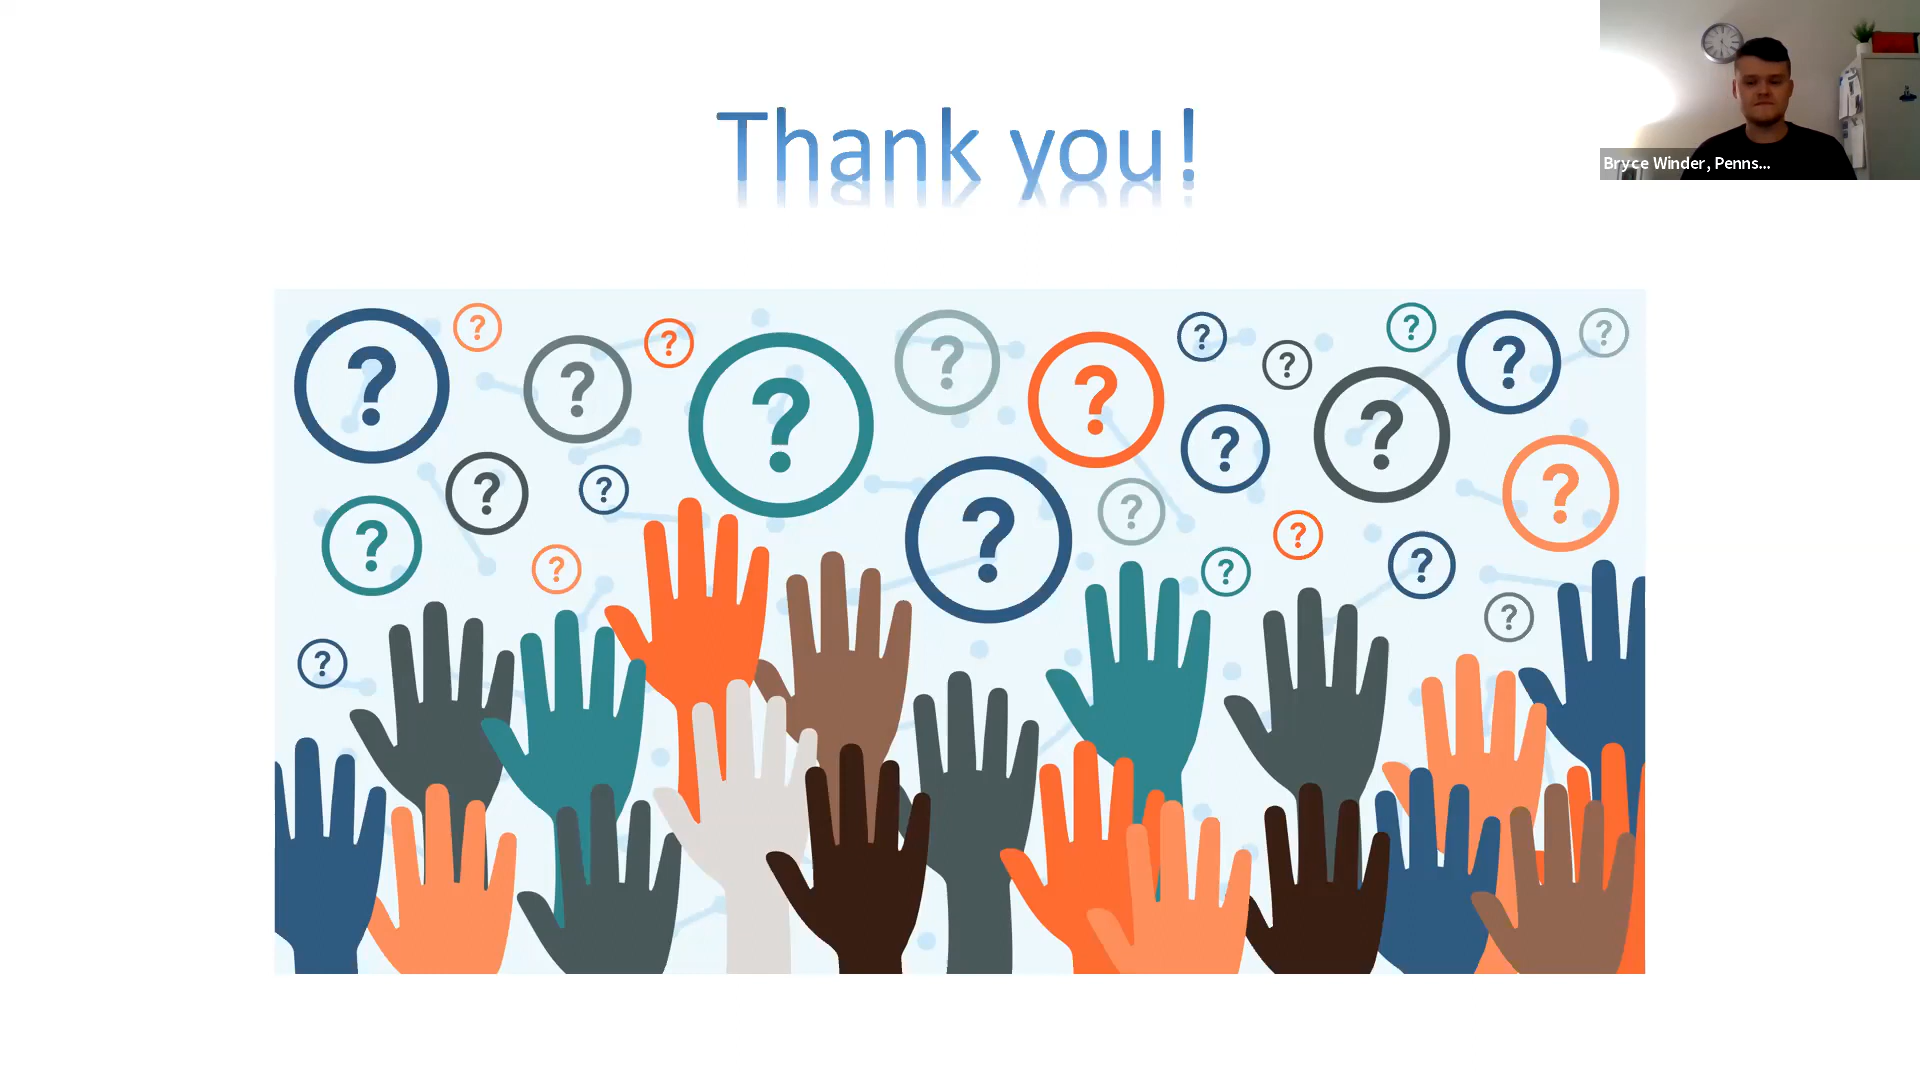 Thank you!
Bryce Winder, Penns...
? ? ? ? ? ? ? ? ?
? ? ? ? ? ?
? ? ? ? ? ?
? ? ? ? ?
? ?